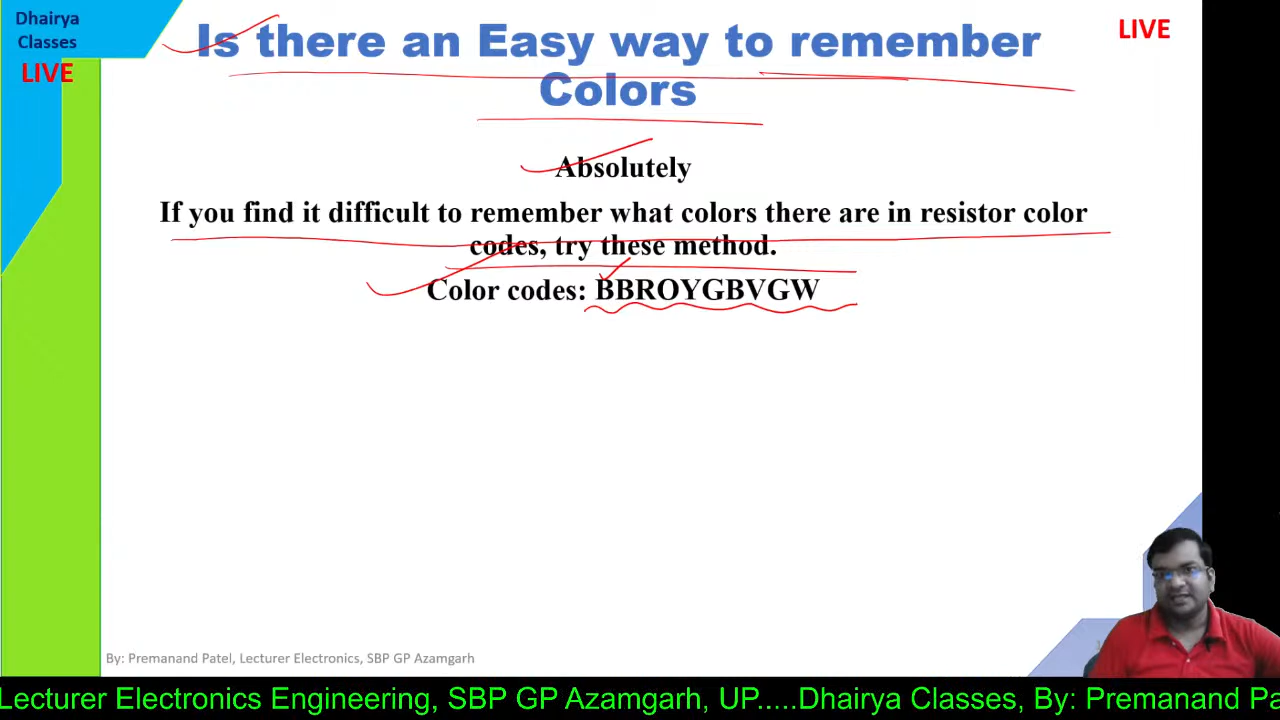 Dhairya
Classes
LIVE
Is there an Easy way to remember
Colors
LIVE
Absolutely
If you find it difficult to remember what colors there are in resistor color
codes, try these method.
Color codes: BBROYGBVGW
By: Premanand Patel, Lecturer Electronics, SBP GP Azamgarh
Lecturer Electronics Engineering, SBP GP Azamgarh, UP.....Dhairya Classes, By: Premanand Pa